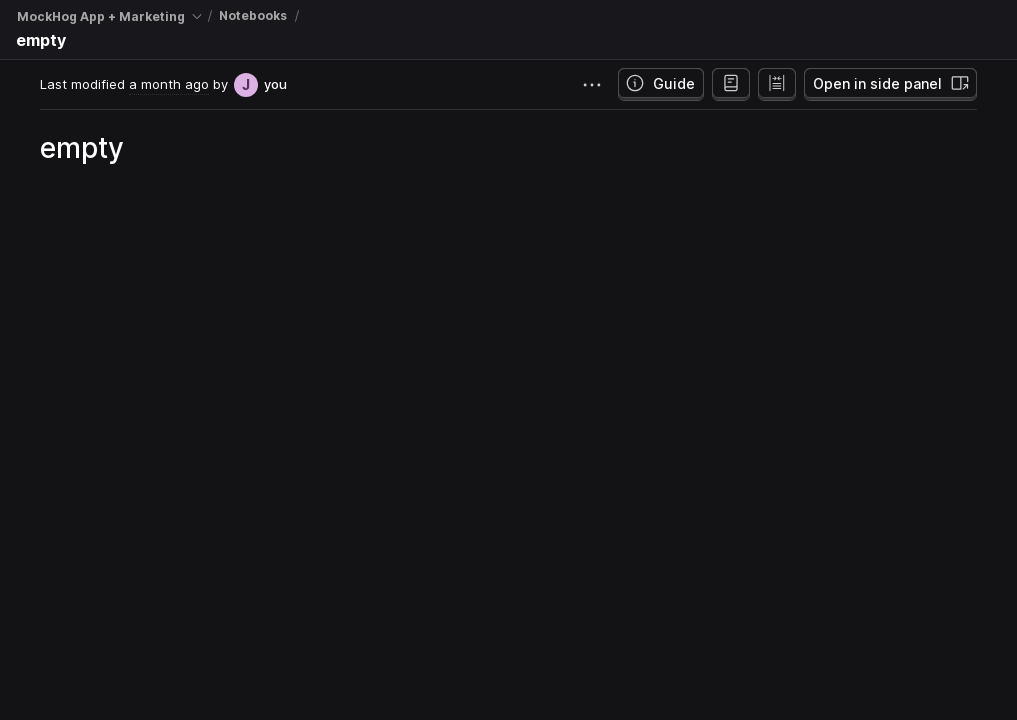 MockHog App + Marketing / Notebooks /
empty
Last modified a month ago by J you
Guide
Open in side panel
empty